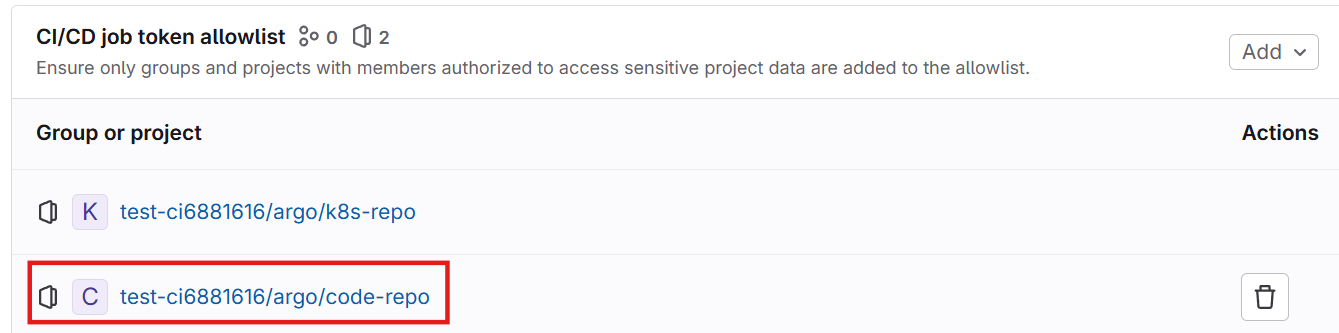 CI/CD job token allowlist 0 2
Ensure only groups and projects with members authorized to access sensitive project data are added to the allowlist.
Add
Group or project Actions
K test-ci6881616/argo/k8s-repo
C test-ci6881616/argo/code-repo